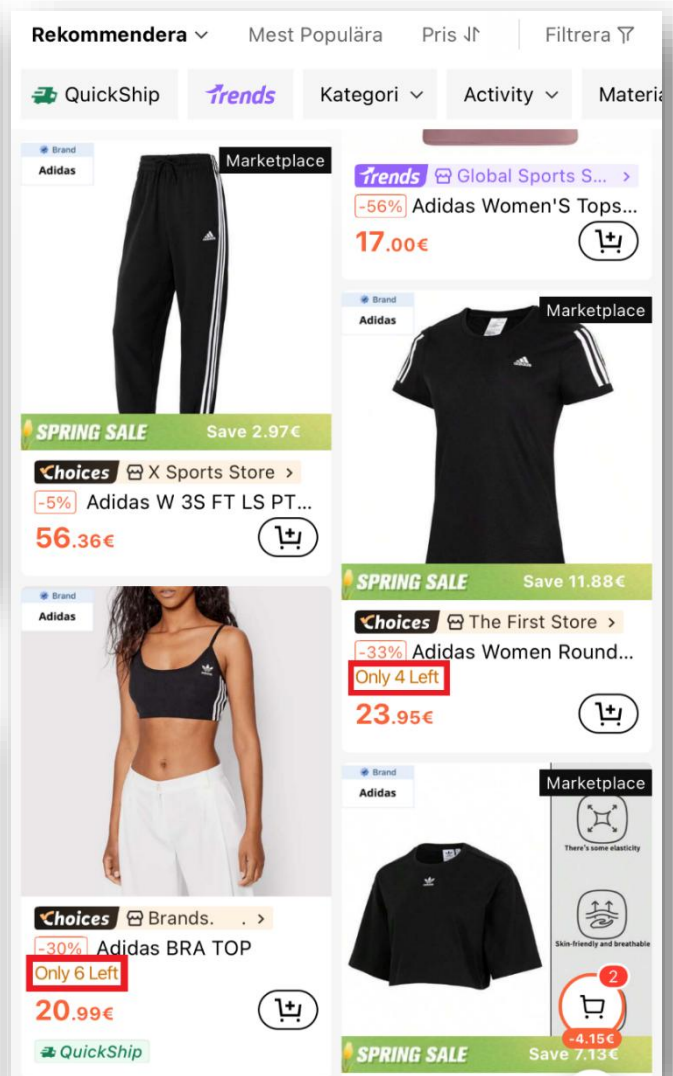 Rekommendera Mest Populära Pris Filtrera
QuickShip Trends Kategori Activity Materia
Brand
Adidas
Marketplace
SPRING SALE Save 2.97€
Choices X Sports Store >
-5% Adidas W 3S FT LS PT...
56.36€
Brand
Adidas
Choices Brands. . >
-30% Adidas BRA TOP
Only 6 Left
20.99€
QuickShip
Trends Global Sports S... >
-56% Adidas Women'S Tops...
17.00€
Brand
Adidas
Marketplace
SPRING SALE Save 11.88€
Choices The First Store >
-33% Adidas Women Round...
Only 4 Left
23.95€
Brand
Adidas
Marketplace
There's some elasticity
Skin-friendly and breathable
2
-4.15€
SPRING SALE Save 7.13€